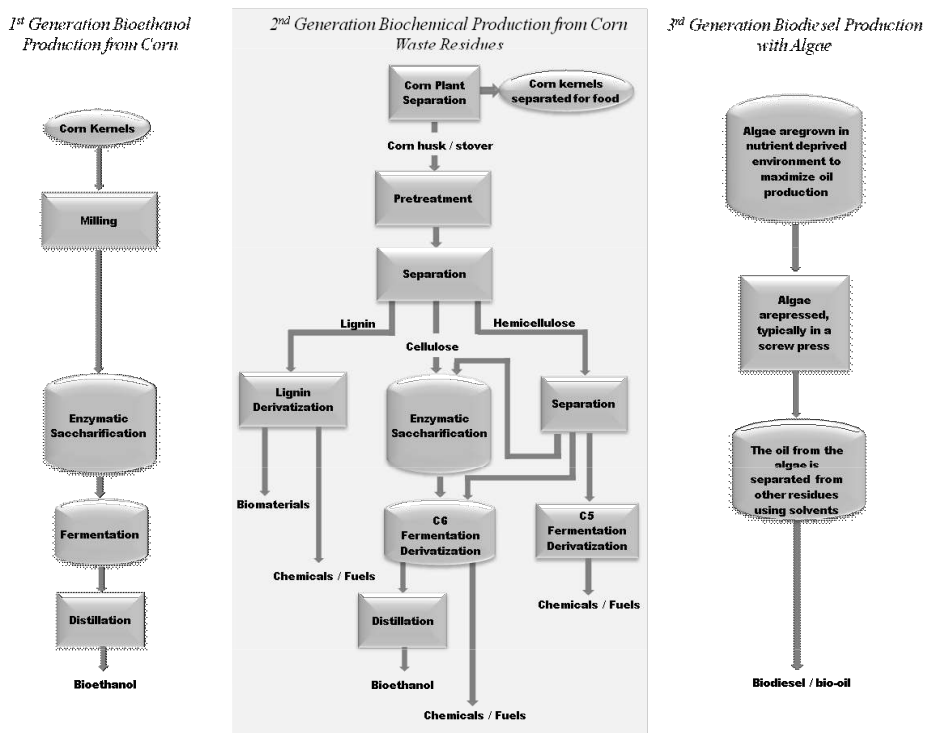 1st Generation Bioethanol
Production from Corn
Corn Kernels
Milling
Enzymatic
Saccharification
Fermentation
Distillation
Bioethanol
2nd Generation Biochemical Production from Corn
Waste Residues
Corn Plant
Separation
Corn kernels
separated for food
Corn husk / stover
Pretreatment
Separation
Lignin
Cellulose
Hemicellulose
Lignin
Derivatization
Enzymatic
Saccharification
Separation
Biomaterials
Chemicals / Fuels
C6
Fermentation
Derivatization
C5
Fermentation
Derivatization
Chemicals / Fuels
Distillation
Bioethanol
Chemicals / Fuels
3rd Generation Biodiesel Production
with Algae
Algae aregrown in
nutrient deprived
environment to
maximize oil
production
Algae
arepressed,
typically in a
screw press
The oil from the
algae is
separated from
other residues
using solvents
Biodiesel / bio-oil